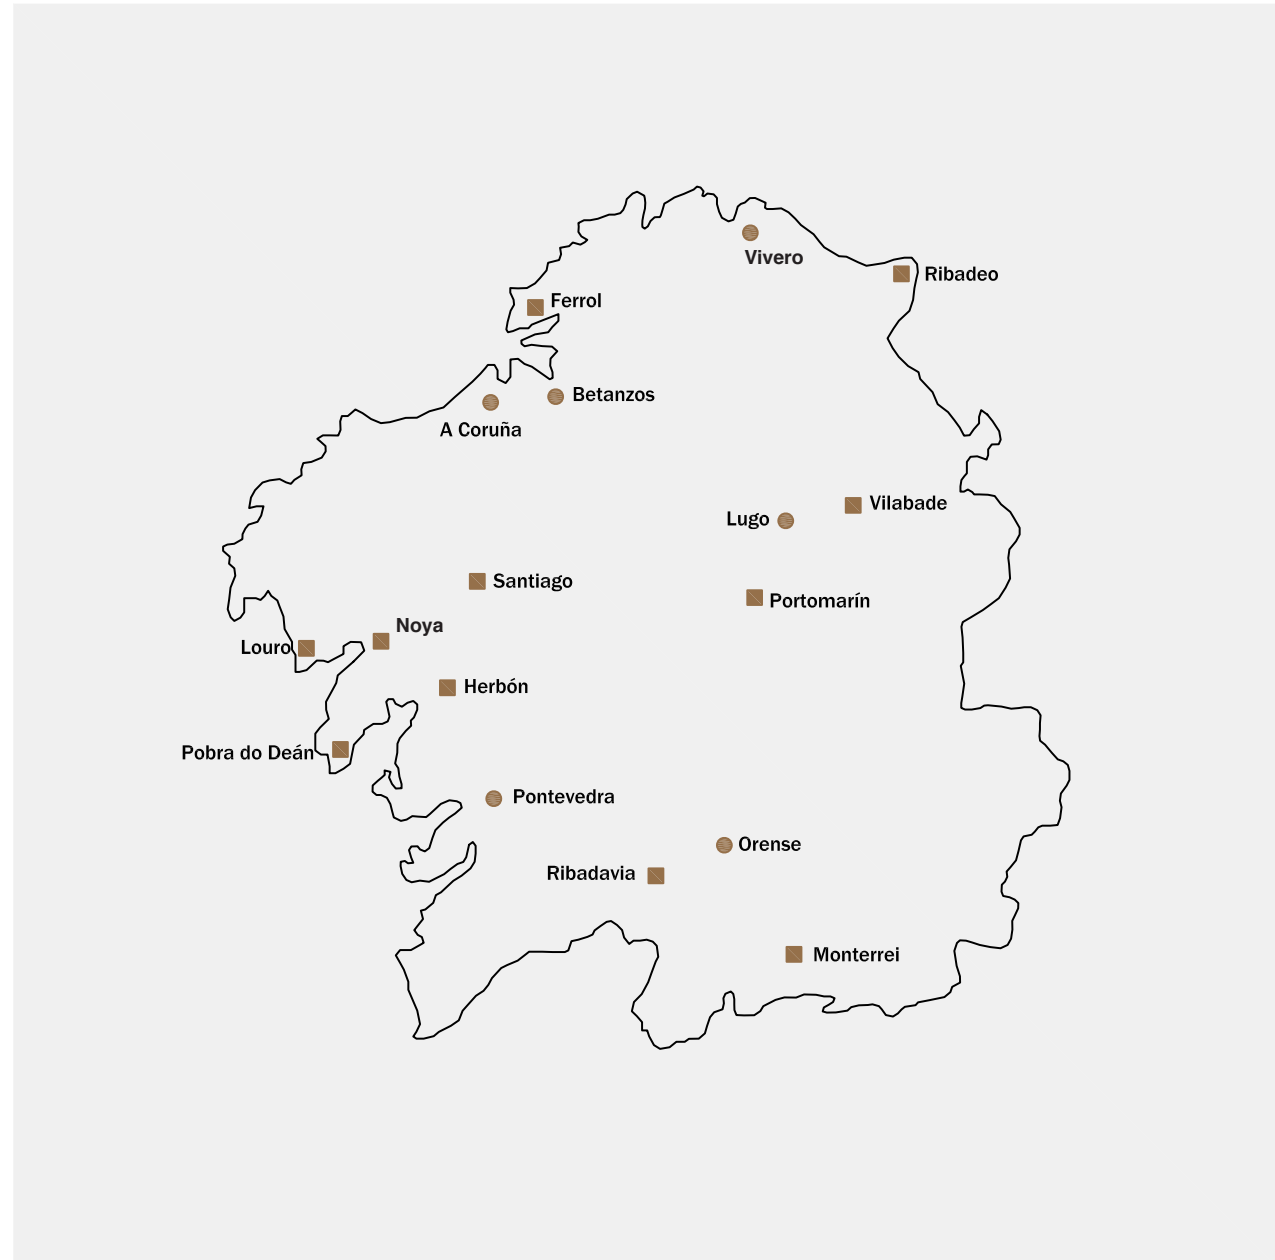 Vivero
Ribadeo
Ferrol
Betanzos
A Coruña
Vilabade
Lugo
Santiago
Portomarín
Noya
Louro
Herbón
Pobra do Deán
Pontevedra
Orense
Ribadavia
Monterrei